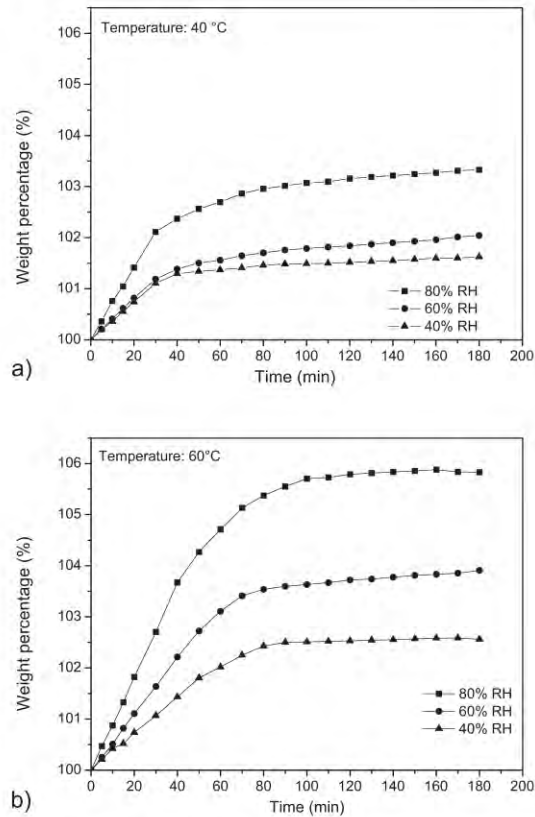 Temperature: 40 °C
106
105
104
103
102
101
100
Weight percentage (%)
80% RH
60% RH
40% RH
0 20 40 60 80 100 120 140 160 180 200
Time (min)
a)
Temperature: 60°C
106
105
104
103
102
101
100
Weight percentage (%)
80% RH
60% RH
40% RH
0 20 40 60 80 100 120 140 160 180 200
Time (min)
b)